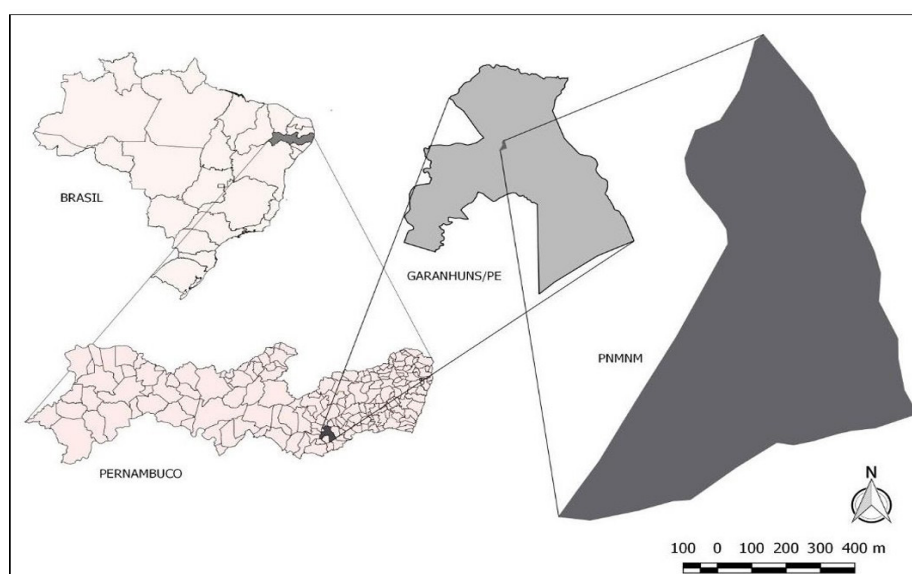 BRASIL
GARANHUNS/PE
PNMNM
PERNAMBUCO
N
100 0 100 200 300 400 m